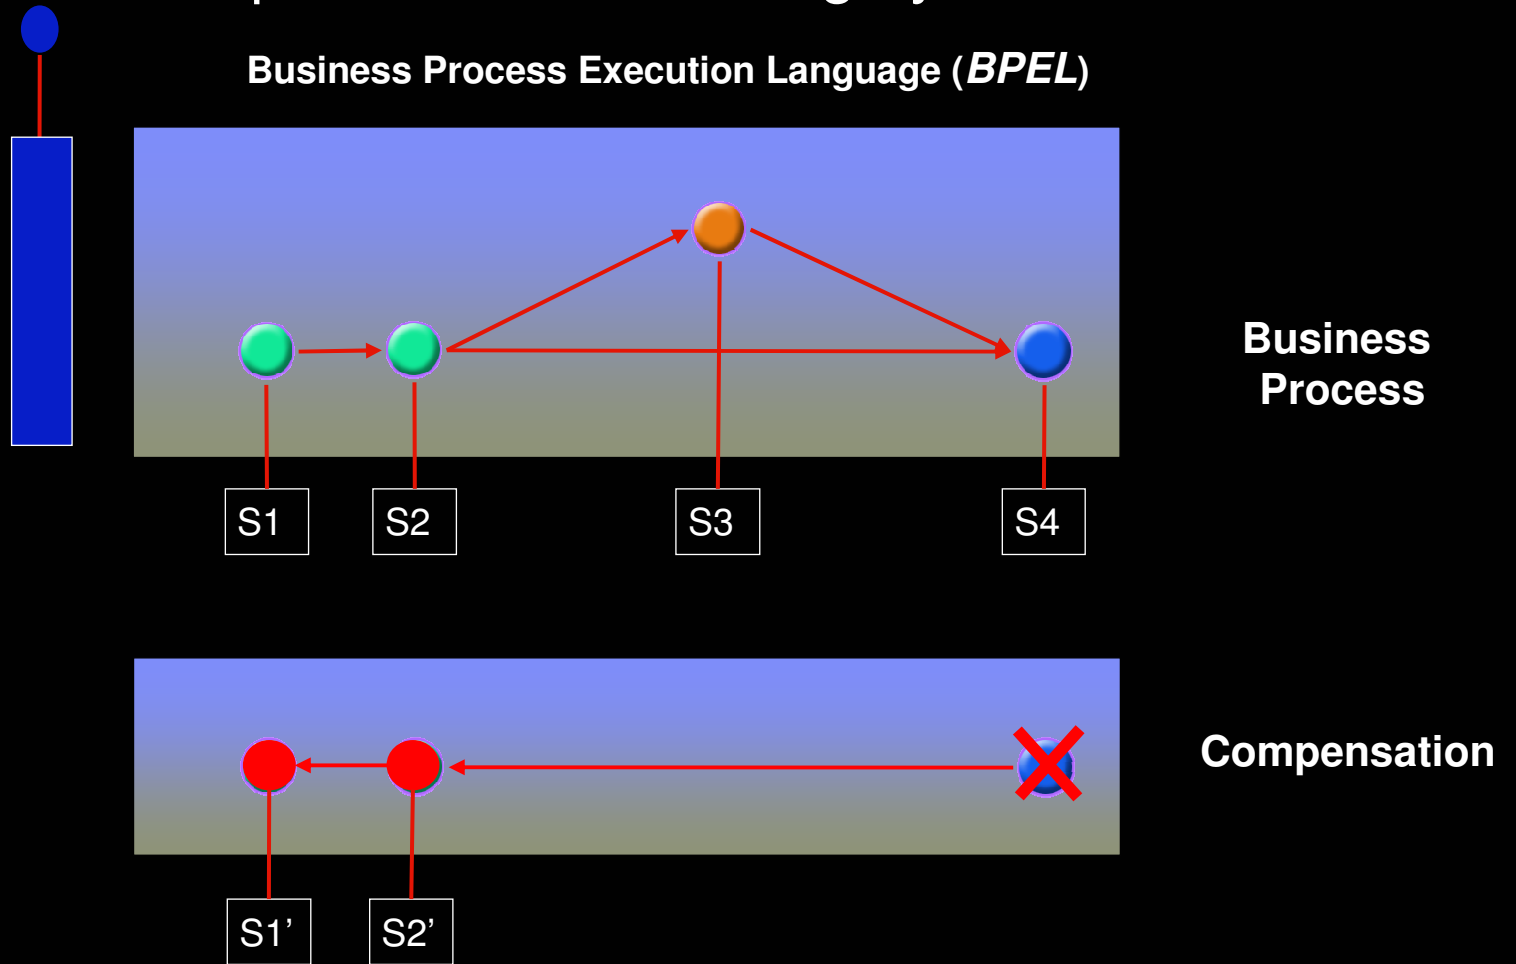 Business Process Execution Language (BPEL)
Business
Process
S1
S2
S3
S4
Compensation
S1’
S2’